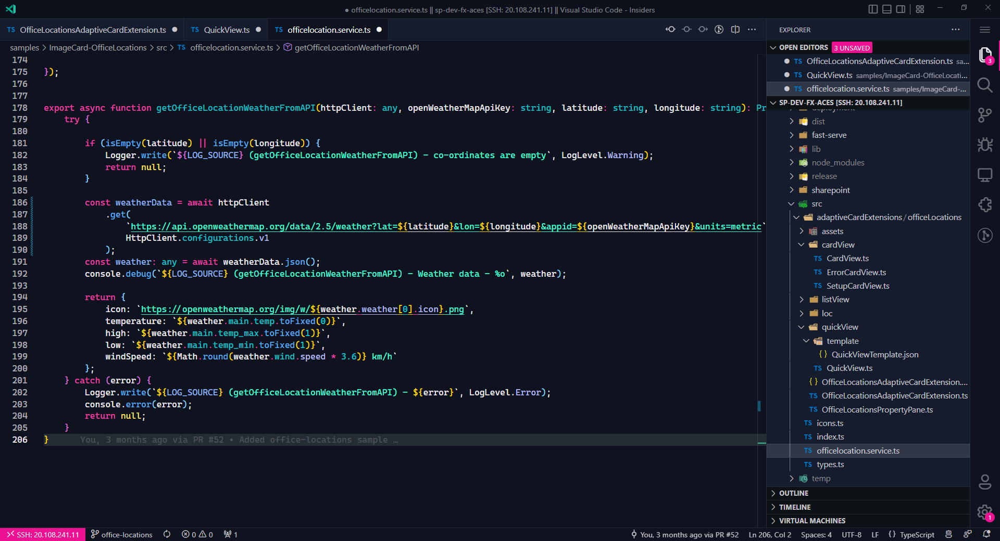 ● officelocation.service.ts || sp-dev-fx-aces [SSH: 20.108.241.11] || Visual Studio Code - Insiders
TS OfficeLocationsAdaptiveCardExtension.ts ● TS QuickView.ts ● TS officelocation.service.ts ●
samples > ImageCard-OfficeLocations > src > TS officelocation.service.ts > getOfficeLocationWeatherFromAPI
174
175 });
176
177
178 export async function getOfficeLocationWeatherFromAPI(httpClient: any, openWeatherMapApiKey: string, latitude: string, longitude: string): Pr
179 try {
180
181 if (isEmpty(latitude) || isEmpty(longitude)) {
182 Logger.write(`${LOG_SOURCE} (getOfficeLocationWeatherFromAPI) - co-ordinates are empty`, LogLevel.Warning);
183 return null;
184 }
185
186 const weatherData = await httpClient
187 .get(
188 `https://api.openweathermap.org/data/2.5/weather?lat=${latitude}&lon=${longitude}&appid=${openWeatherMapApiKey}&units=metric`
189 HttpClient.configurations.v1
190 );
191 const weather: any = await weatherData.json();
192 console.debug(`${LOG_SOURCE} (getOfficeLocationWeatherFromAPI) - Weather data - %o`, weather);
193
194 return {
195 icon: `https://openweathermap.org/img/w/${weather.weather[0].icon}.png`,
196 temperature: `${weather.main.temp.toFixed(0)}`,
197 high: `${weather.main.temp_max.toFixed(1)}`,
198 low: `${weather.main.temp_min.toFixed(1)}`,
199 windSpeed: `${Math.round(weather.wind.speed * 3.6)} km/h`
200 };
201 } catch (error) {
202 Logger.write(`${LOG_SOURCE} (getOfficeLocationWeatherFromAPI) - ${error}`, LogLevel.Error);
203 console.error(error);
204 return null;
205 }
206 } You, 3 months ago via PR #52 • Added office-locations sample …
EXPLORER
OPEN EDITORS 3 UNSAVED
● TS OfficeLocationsAdaptiveCardExtension.ts sa...
● TS QuickView.ts samples/ImageCard-OfficeLocati...
● TS officelocation.service.ts samples/ImageCard-...
SP-DEV-FX-ACES [SSH: 20.108.241.11]
deployment
dist
fast-serve
lib
node_modules
release
sharepoint
src
adaptiveCardExtensions / officeLocations
assets
cardView
TS CardView.ts
TS ErrorCardView.ts
TS SetupCardView.ts
listView
loc
quickView
template
{} QuickViewTemplate.json
TS QuickView.ts
{} OfficeLocationsAdaptiveCardExtension....
TS OfficeLocationsAdaptiveCardExtension.ts
TS OfficeLocationsPropertyPane.ts
TS icons.ts
TS index.ts
TS officelocation.service.ts
TS types.ts
temp
OUTLINE
TIMELINE
VIRTUAL MACHINES
3
1
SSH: 20.108.241.11 office-locations 0 0 1 You, 3 months ago via PR #52 Ln 206, Col 2 Spaces: 4 UTF-8 LF {} TypeScript